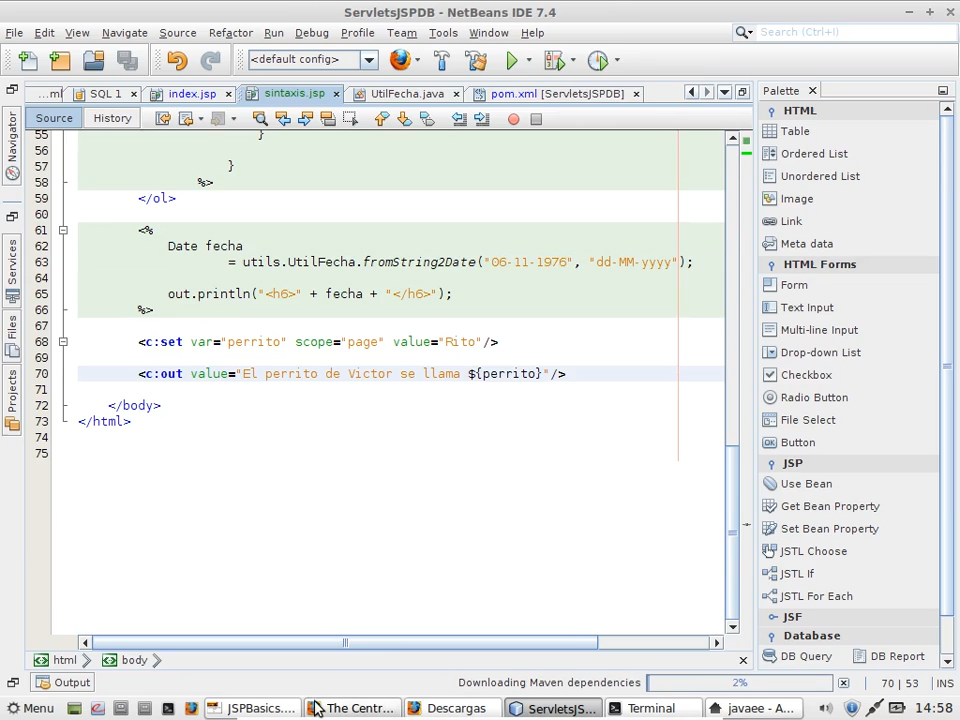 ServletsJSPDB - NetBeans IDE 7.4
File Edit View Navigate Source Refactor Run Debug Profile Team Tools Window Help
Search (Ctrl+I)
<default config>
...ml SQL 1 index.jsp sintaxis.jsp UtilFecha.java pom.xml [ServletsJSPDB]
Source History
Navigator
Services
Files
Projects
55 }
56
57 }
58 %>
59 </ol>
60
61 <%
62 Date fecha
63 = utils.UtilFecha.fromString2Date("06-11-1976", "dd-MM-yyyy");
64
65 out.println("<h6>" + fecha + "</h6>");
66 %>
67
68 <c:set var="perrito" scope="page" value="Rito"/>
69
70 <c:out value="El perrito de Victor se llama ${perrito}"/>
71
72 </body>
73 </html>
74
75
Palette
HTML
Table
Ordered List
Unordered List
Image
Link
Meta data
HTML Forms
Form
Text Input
Multi-line Input
Drop-down List
Checkbox
Radio Button
File Select
Button
JSP
Use Bean
Get Bean Property
Set Bean Property
JSTL Choose
JSTL If
JSTL For Each
JSF
Database
DB Query DB Report
html body
Output
Downloading Maven dependencies 2% 70 | 53 INS
Menu JSPBasics.... The Centr... Descargas ServletsJS... Terminal javaee - A... 14:58